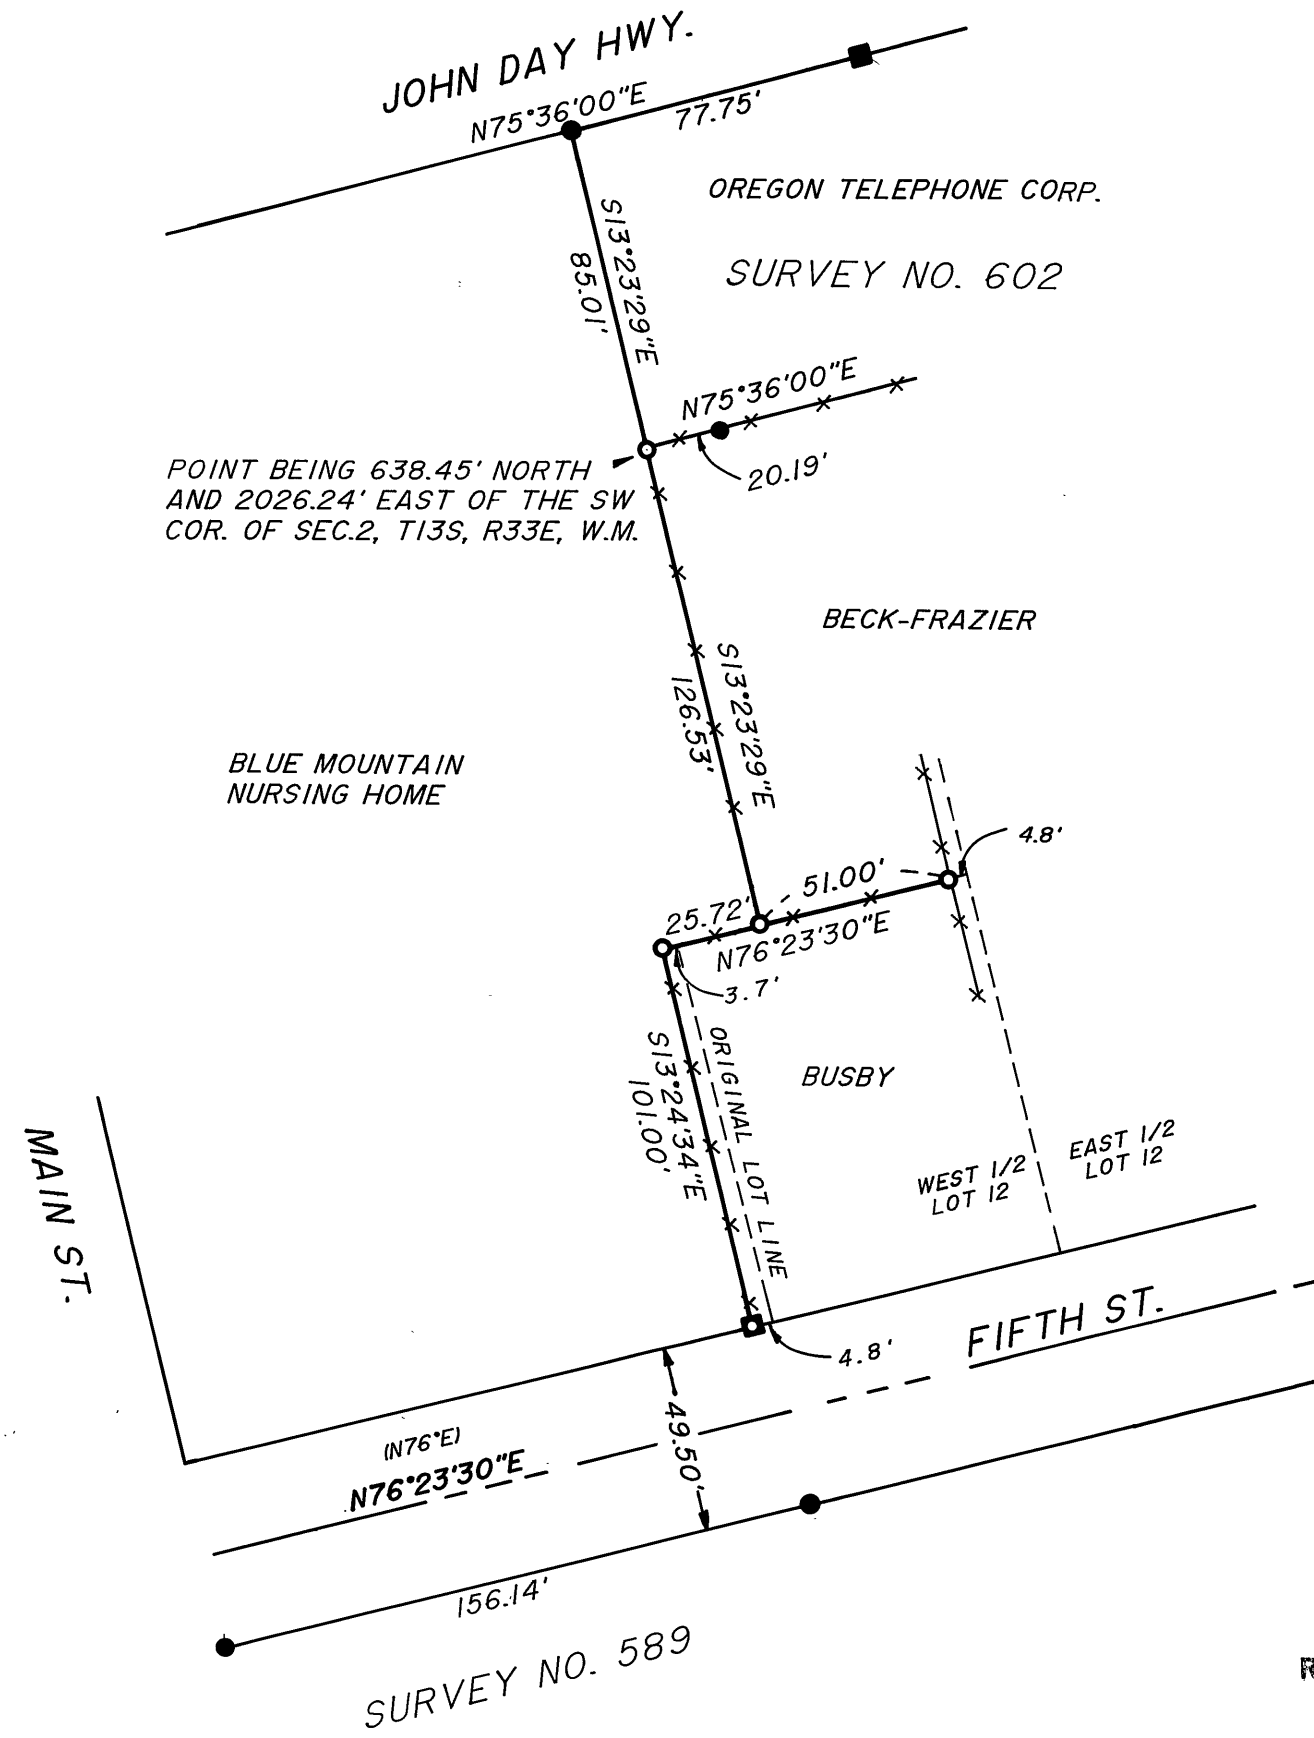 JOHN DAY HWY.
N75°36'00"E
77.75'
OREGON TELEPHONE CORP.
SURVEY NO. 602
S13°23'29"E
85.01'
N75°36'00"E
20.19'
POINT BEING 638.45' NORTH
AND 2026.24' EAST OF THE SW
COR. OF SEC.2, T13S, R33E, W.M.
BECK-FRAZIER
S13°23'29"E
126.53'
BLUE MOUNTAIN
NURSING HOME
4.8'
51.00'
25.72'
N76°23'30"E
3.7'
S13°24'34"E
101.00'
ORIGINAL LOT LINE
BUSBY
MAIN ST.
WEST 1/2
LOT 12
EAST 1/2
LOT 12
FIFTH ST.
4.8'
49.50'
(N76°E)
N76°23'30"E
156.14'
SURVEY NO. 589
R